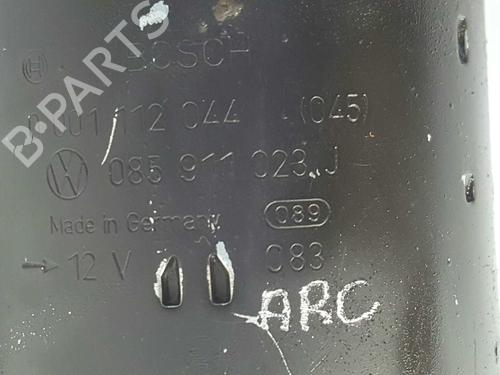 BOSCH
0 001 112 044 (045)
085 911 023 J
Made in Germany 089
12 V 083
ARC
B-PARTS